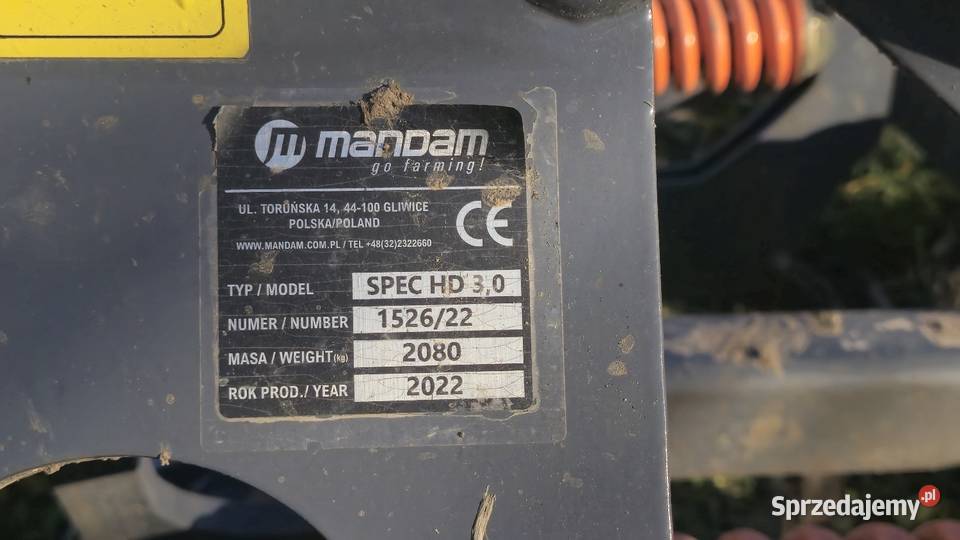 manDam
go farming!
UL. TORUŃSKA 14, 44-100 GLIWICE
POLSKA/POLAND
WWW.MANDAM.COM.PL / TEL +48(32)2322660
CE
TYP / MODEL SPEC HD 3,0
NUMER / NUMBER 1526/22
MASA / WEIGHT(kg) 2080
ROK PROD./ YEAR 2022
Sprzedajemy.pl